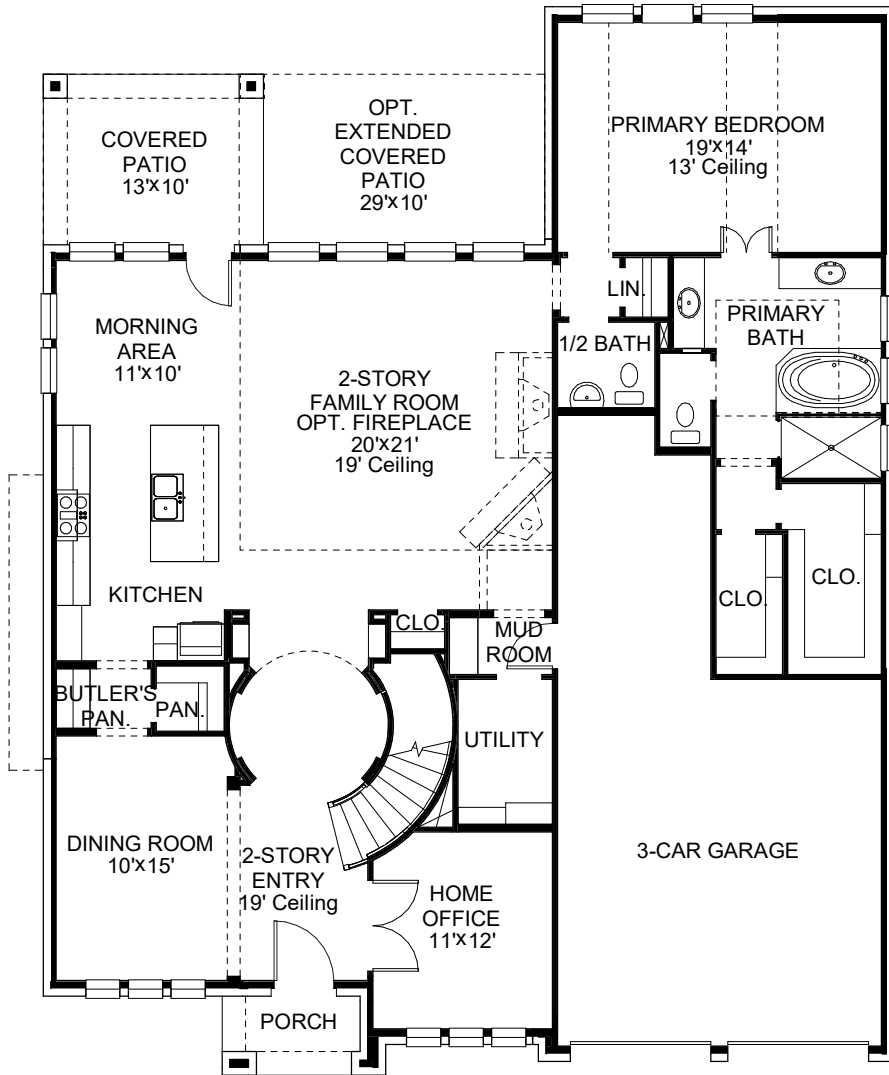 COVERED
PATIO
13'x10'
OPT.
EXTENDED
COVERED
PATIO
29'x10'
PRIMARY BEDROOM
19'x14'
13' Ceiling
LIN.
PRIMARY
BATH
1/2 BATH
MORNING
AREA
11'x10'
2-STORY
FAMILY ROOM
OPT. FIREPLACE
20'x21'
19' Ceiling
KITCHEN
CLO.
MUD
ROOM
CLO.
CLO.
BUTLER'S
PAN.
PAN.
UTILITY
DINING ROOM
10'x15'
2-STORY
ENTRY
19' Ceiling
HOME
OFFICE
11'x12'
3-CAR GARAGE
PORCH